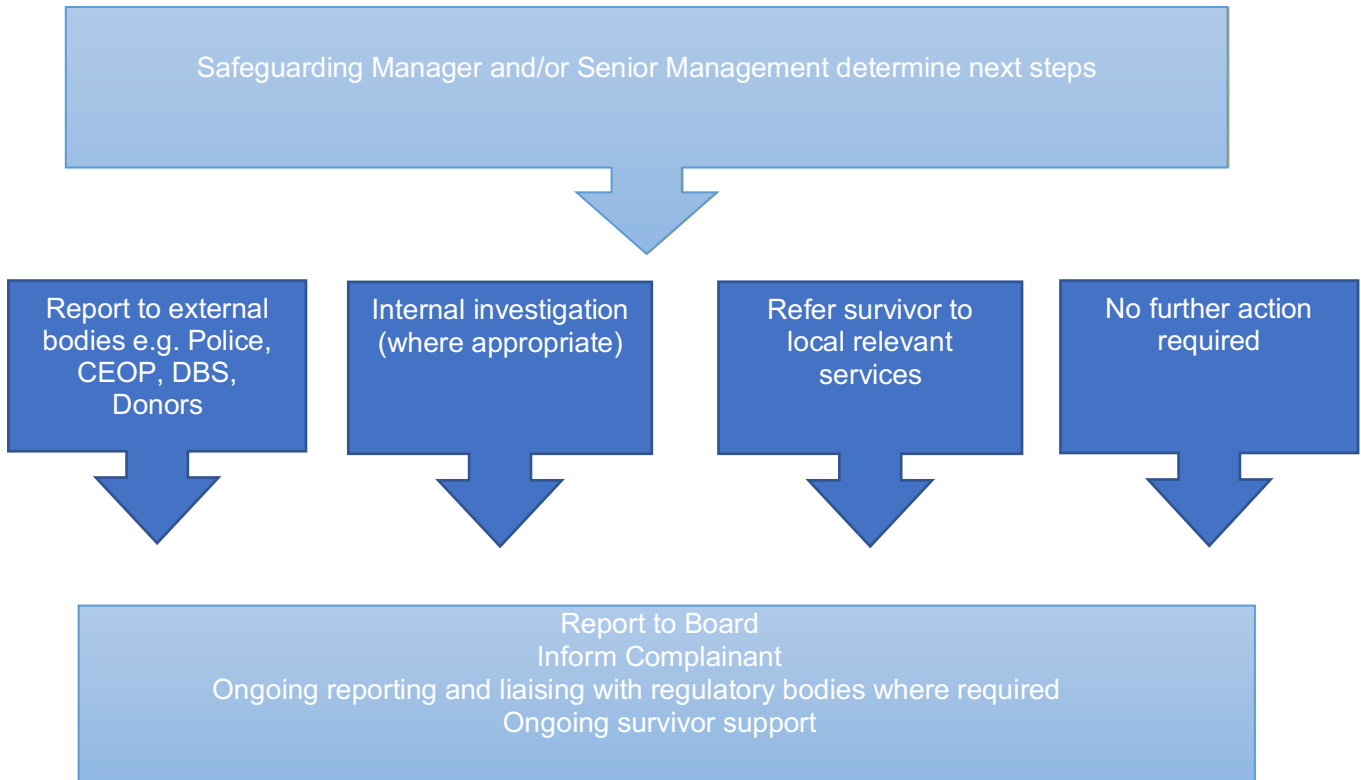 Safeguarding Manager and/or Senior Management determine next steps
Report to external
bodies e.g. Police,
CEOP, DBS,
Donors
Internal investigation
(where appropriate)
Refer survivor to
local relevant
services
No further action
required
Report to Board
Inform Complainant
Ongoing reporting and liaising with regulatory bodies where required
Ongoing survivor support